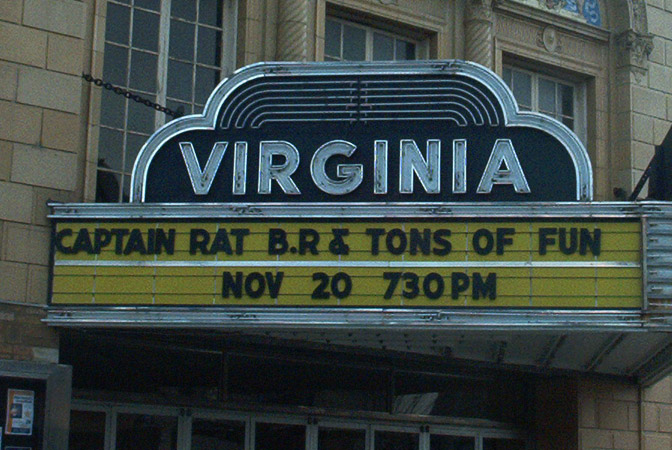 VIRGINIA
CAPTAIN RAT B.R & TONS OF FUN
NOV 20 730PM